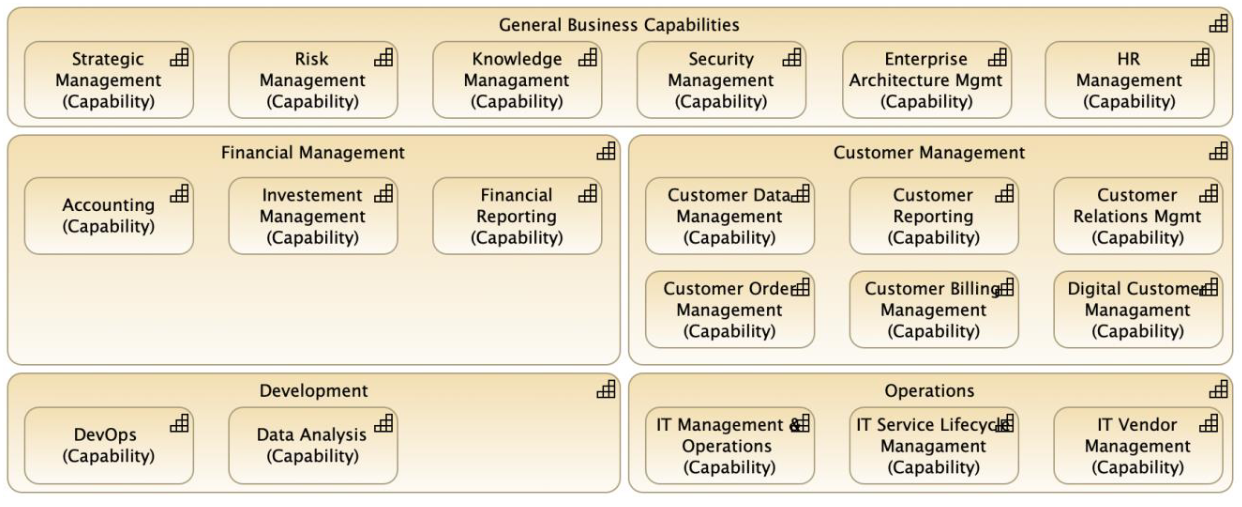 General Business Capabilities
Strategic
Management
(Capability)
Risk
Management
(Capability)
Knowledge
Managament
(Capability)
Security
Management
(Capability)
Enterprise
Architecture Mgmt
(Capability)
HR
Management
(Capability)
Financial Management
Accounting
(Capability)
Investement
Management
(Capability)
Financial
Reporting
(Capability)
Customer Management
Customer Data
Management
(Capability)
Customer
Reporting
(Capability)
Customer
Relations Mgmt
(Capability)
Customer Order
Management
(Capability)
Customer Billing
Management
(Capability)
Digital Customer
Managament
(Capability)
Development
DevOps
(Capability)
Data Analysis
(Capability)
Operations
IT Management &
Operations
(Capability)
IT Service Lifecycle
Managament
(Capability)
IT Vendor
Management
(Capability)